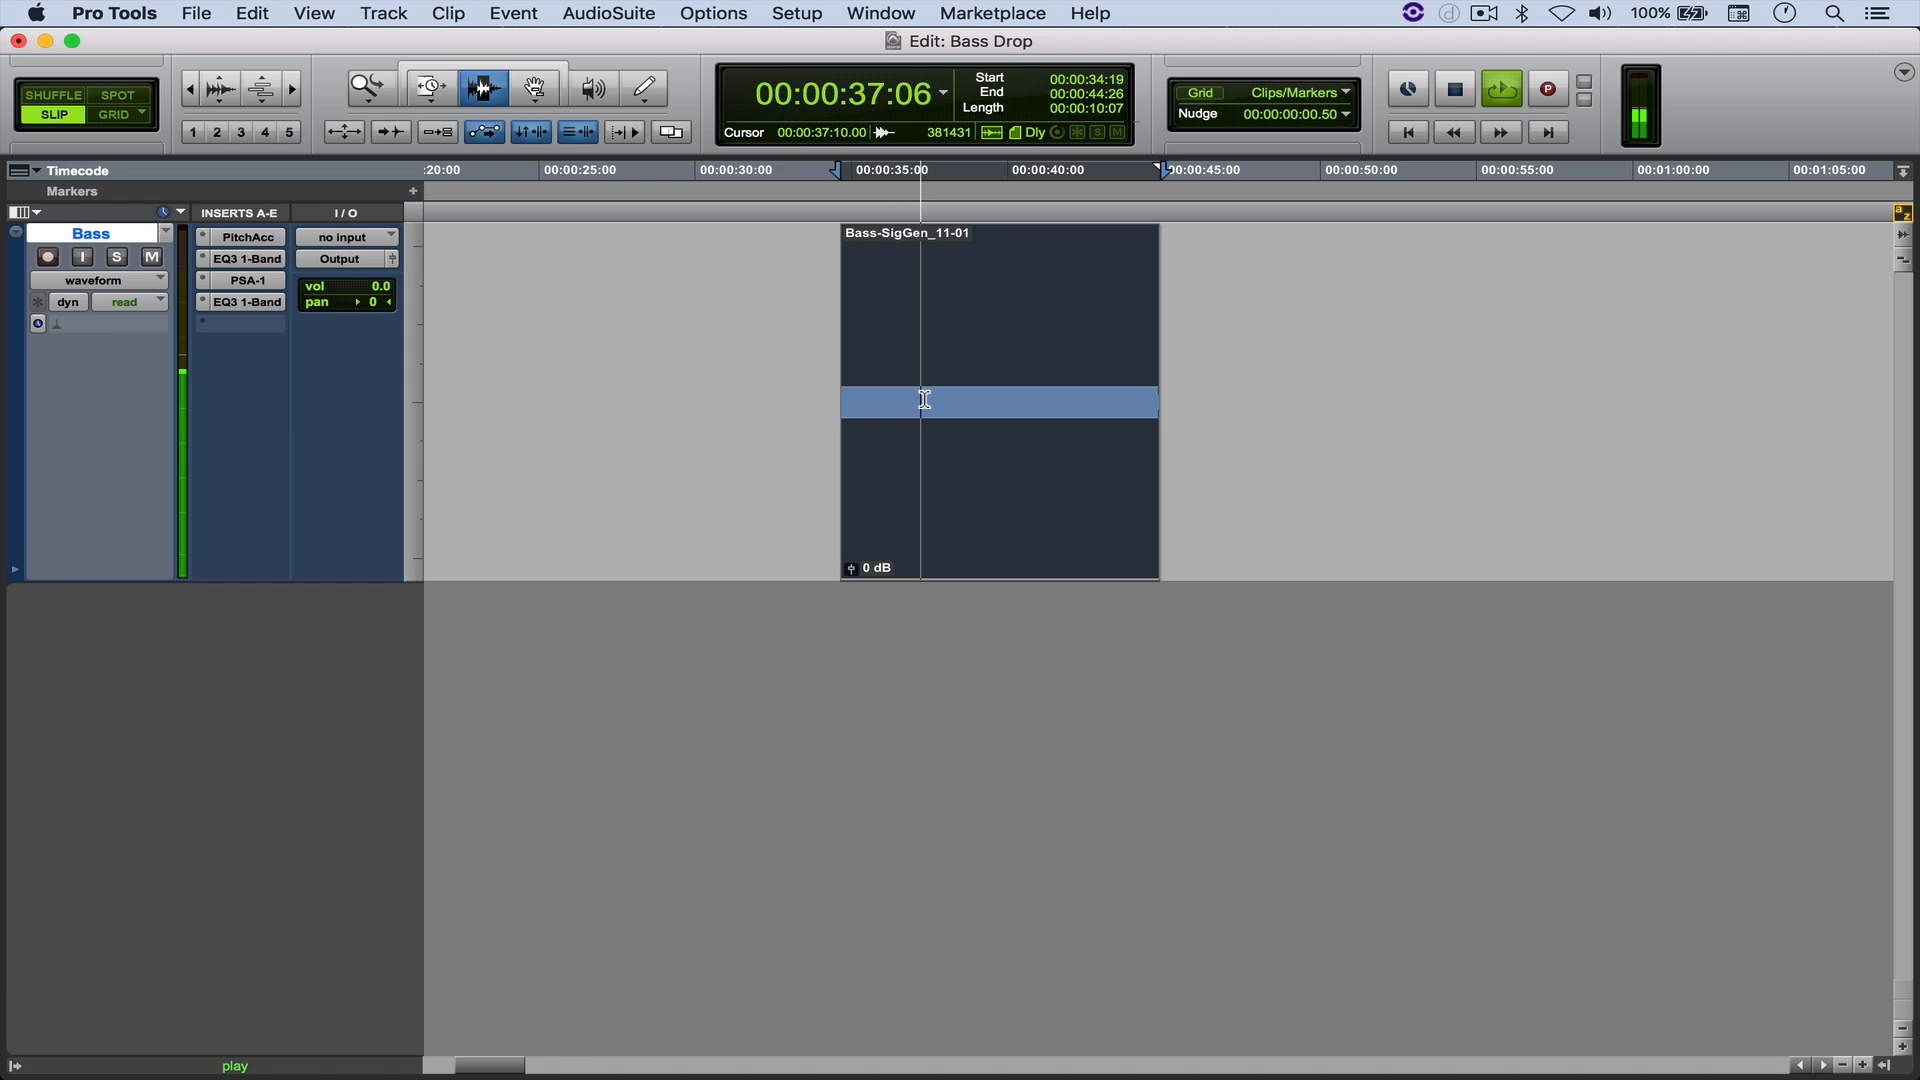 Pro Tools File Edit View Track Clip Event AudioSuite Options Setup Window Marketplace Help 100%
Edit: Bass Drop
SHUFFLE SPOT
SLIP GRID
1 2 3 4 5
00:00:37:06
Start 00:00:34:19
End 00:00:44:26
Length 00:00:10:07
Cursor 00:00:37:10.00 381431 Dly S M
Grid Clips/Markers
Nudge 00:00:00:00.50
P
Timecode :20:00 00:00:25:00 00:00:30:00 00:00:35:00 00:00:40:00 00:00:45:00 00:00:50:00 00:00:55:00 00:01:00:00 00:01:05:00
Markers
INSERTS A-E I / O
a z
Bass PitchAcc no input
I S M EQ3 1-Band Output
waveform PSA-1 vol 0.0
dyn read EQ3 1-Band pan 0
Bass-SigGen_11-01
0 dB
play